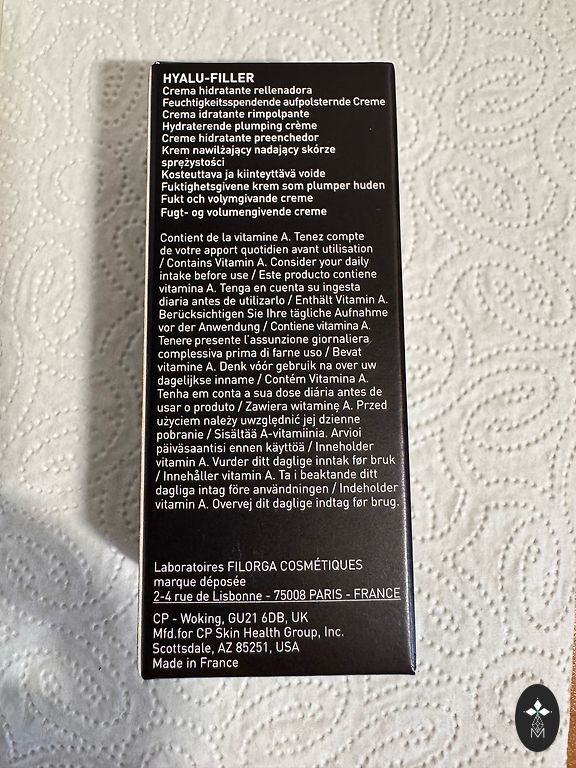 HYALU-FILLER
Crema hidratante rellenadora
Feuchtigkeitsspendende aufpolsternde Creme
Crema idratante rimpolpante
Hydraterende plumping crème
Creme hidratante preenchedor
Krem nawilżający nadający skórze
sprężystości
Kosteuttava ja kiinteyttävä voide
Fuktighetsgivene krem som plumper huden
Fukt och volymgivande creme
Fugt- og volumengivende creme
Contient de la vitamine A. Tenez compte
de votre apport quotidien avant utilisation
/ Contains Vitamin A. Consider your daily
intake before use / Este producto contiene
vitamina A. Tenga en cuenta su ingesta
diaria antes de utilizarlo / Enthält Vitamin A.
Berücksichtigen Sie Ihre tägliche Aufnahme
vor der Anwendung / Contiene vitamina A.
Tenere presente l'assunzione giornaliera
complessiva prima di farne uso / Bevat
vitamine A. Denk vóór gebruik na over uw
dagelijkse inname / Contém Vitamina A.
Tenha em conta a sua dose diária antes de
usar o produto / Zawiera witaminę A. Przed
użyciem należy uwzględnić jej dzienne
pobranie / Sisältää A-vitamiinia. Arvioi
päiväsaantisi ennen käyttöä / Inneholder
vitamin A. Vurder ditt daglige inntak før bruk
/ Innehåller vitamin A. Ta i beaktande ditt
dagliga intag före användningen / Indeholder
vitamin A. Overvej dit daglige indtag før brug.
Laboratoires FILORGA COSMÉTIQUES
marque déposée
2-4 rue de Lisbonne - 75008 PARIS - FRANCE
CP - Woking, GU21 6DB, UK
Mfd.for CP Skin Health Group, Inc.
Scottsdale, AZ 85251, USA
Made in France
M